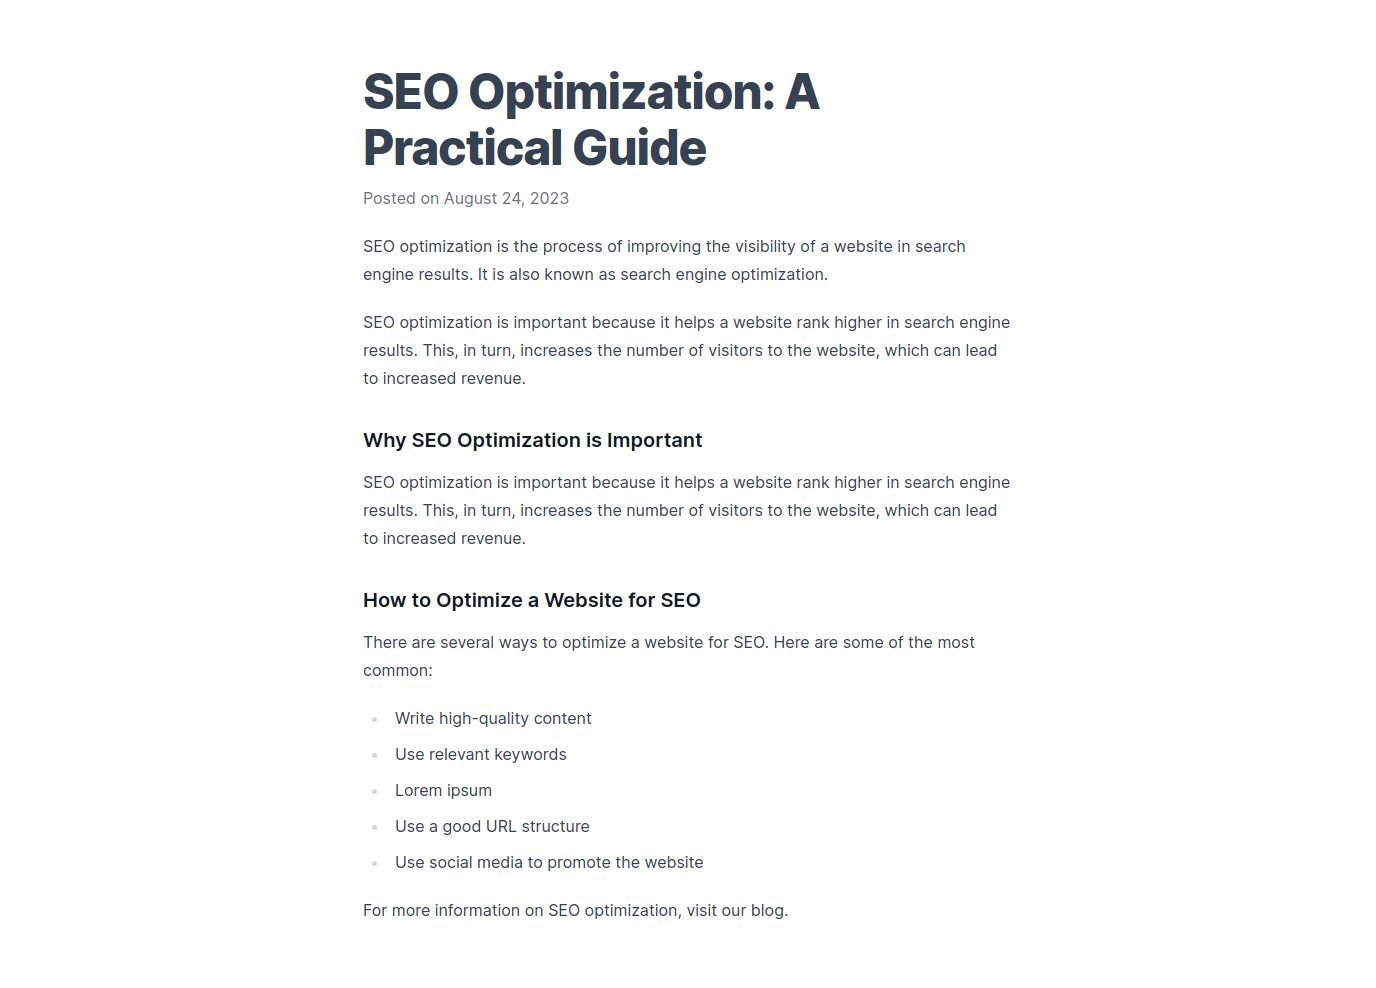 SEO Optimization: A
Practical Guide
Posted on August 24, 2023
SEO optimization is the process of improving the visibility of a website in search
engine results. It is also known as search engine optimization.
SEO optimization is important because it helps a website rank higher in search engine
results. This, in turn, increases the number of visitors to the website, which can lead
to increased revenue.
Why SEO Optimization is Important
SEO optimization is important because it helps a website rank higher in search engine
results. This, in turn, increases the number of visitors to the website, which can lead
to increased revenue.
How to Optimize a Website for SEO
There are several ways to optimize a website for SEO. Here are some of the most
common:
Write high-quality content
Use relevant keywords
Lorem ipsum
Use a good URL structure
Use social media to promote the website
For more information on SEO optimization, visit our blog.